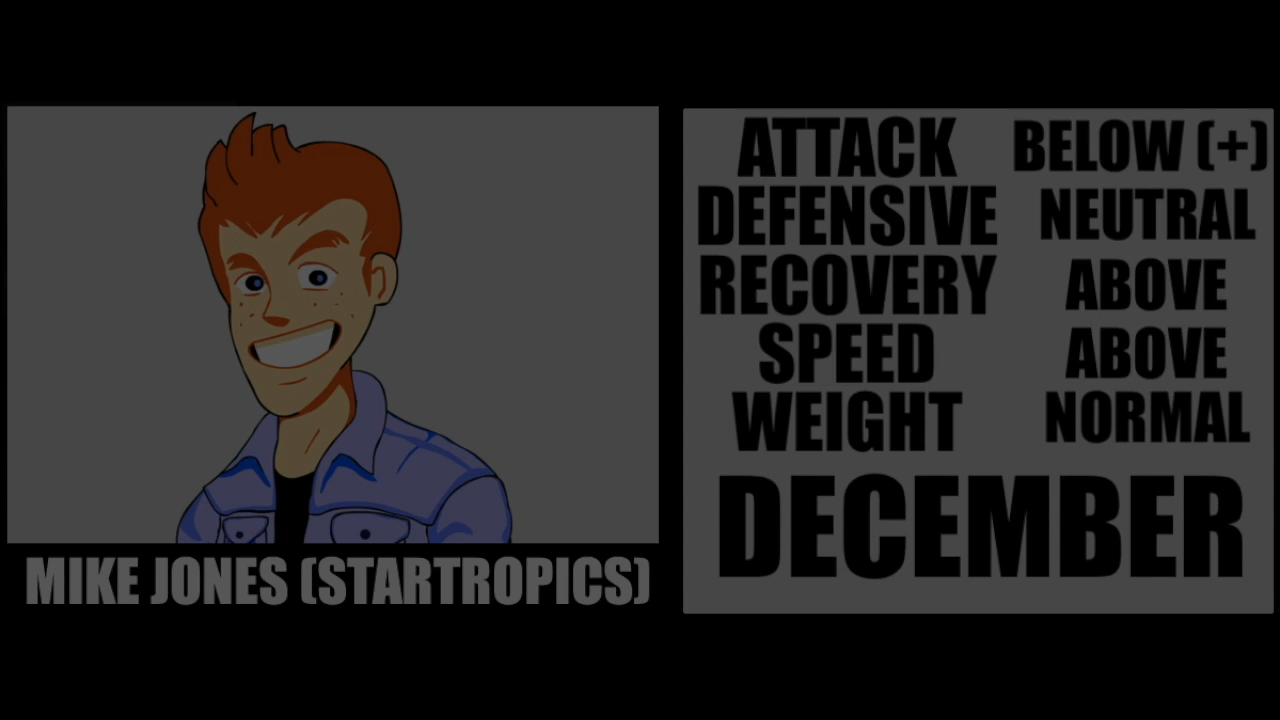 MIKE JONES (STARTROPICS)
ATTACK BELOW (+)
DEFENSIVE NEUTRAL
RECOVERY ABOVE
SPEED ABOVE
WEIGHT NORMAL
DECEMBER